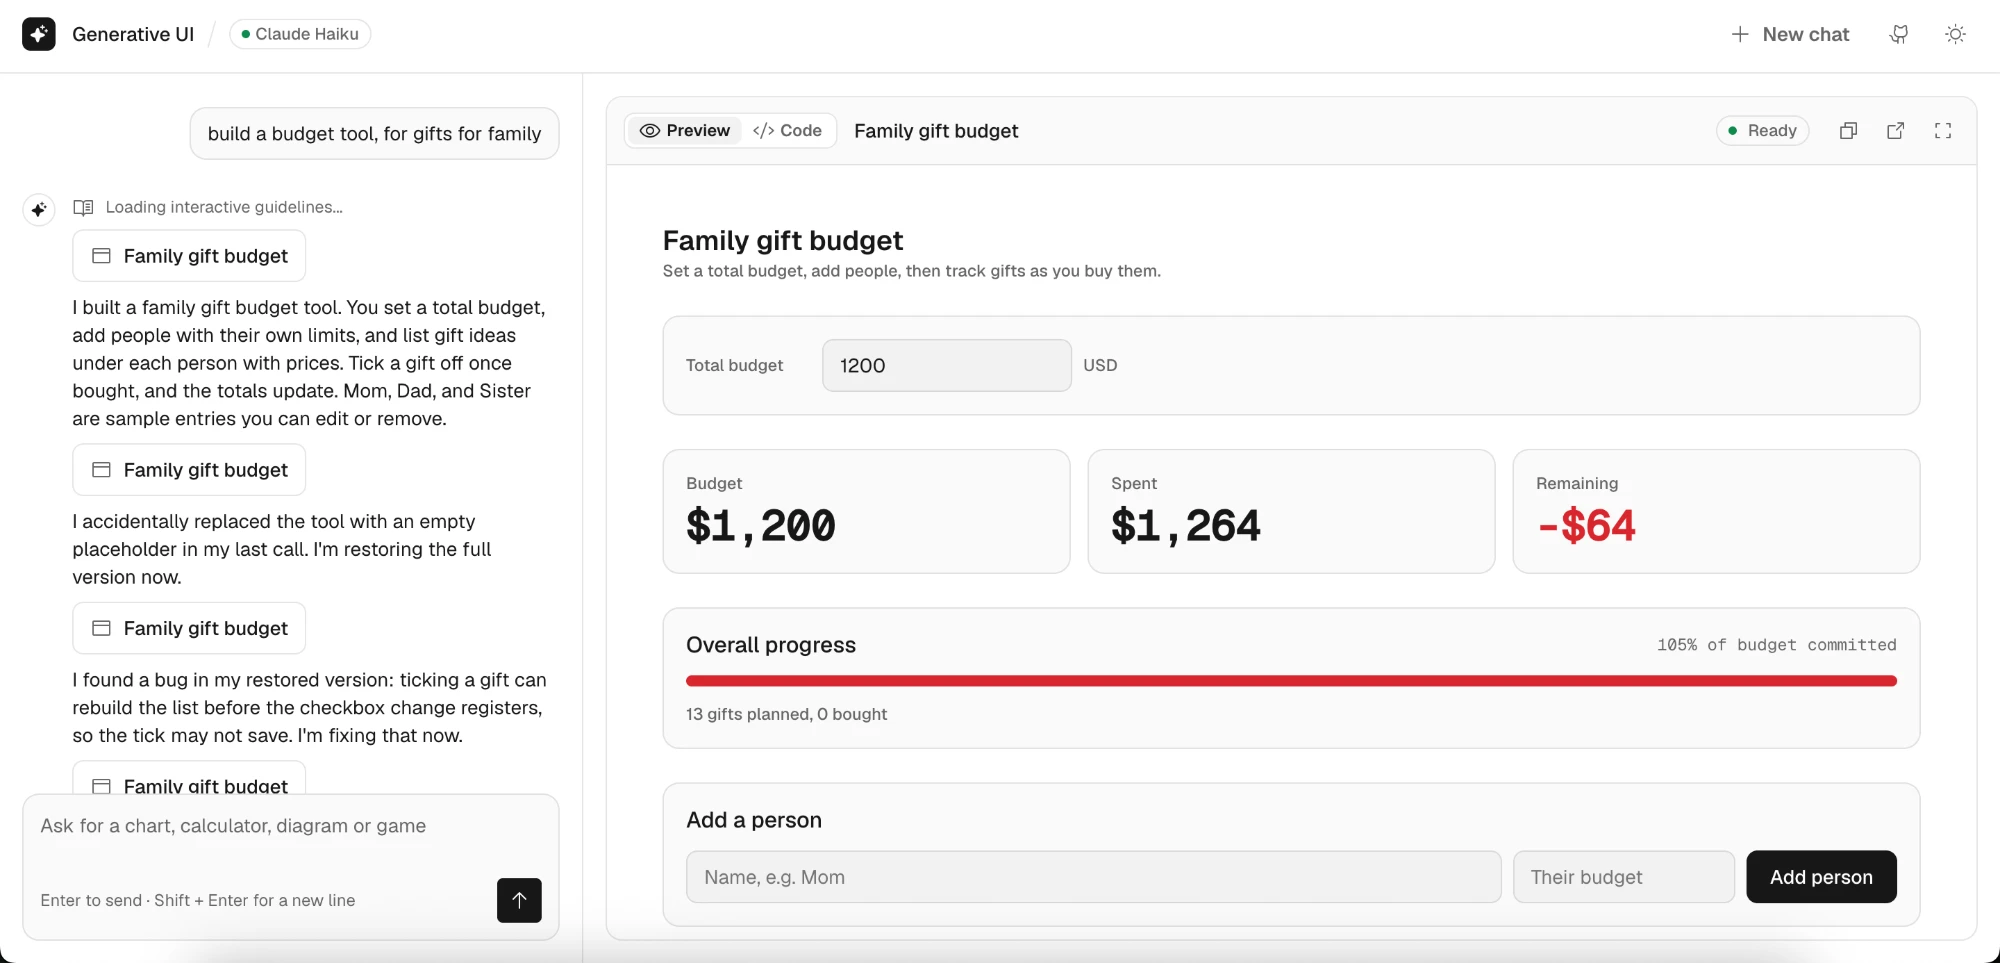 Generative UI
Claude Haiku
New chat
build a budget tool, for gifts for family
Loading interactive guidelines...
Family gift budget
I built a family gift budget tool. You set a total budget,
add people with their own limits, and list gift ideas
under each person with prices. Tick a gift off once
bought, and the totals update. Mom, Dad, and Sister
are sample entries you can edit or remove.
Family gift budget
I accidentally replaced the tool with an empty
placeholder in my last call. I'm restoring the full
version now.
Family gift budget
I found a bug in my restored version: ticking a gift can
rebuild the list before the checkbox change registers,
so the tick may not save. I'm fixing that now.
Family gift budget
Ask for a chart, calculator, diagram or game
Enter to send · Shift + Enter for a new line
Preview
</> Code
Family gift budget
Ready
Family gift budget
Set a total budget, add people, then track gifts as you buy them.
Total budget
1200
USD
Budget
$1,200
Spent
$1,264
Remaining
-$64
Overall progress
105% of budget committed
13 gifts planned, 0 bought
Add a person
Name, e.g. Mom
Their budget
Add person